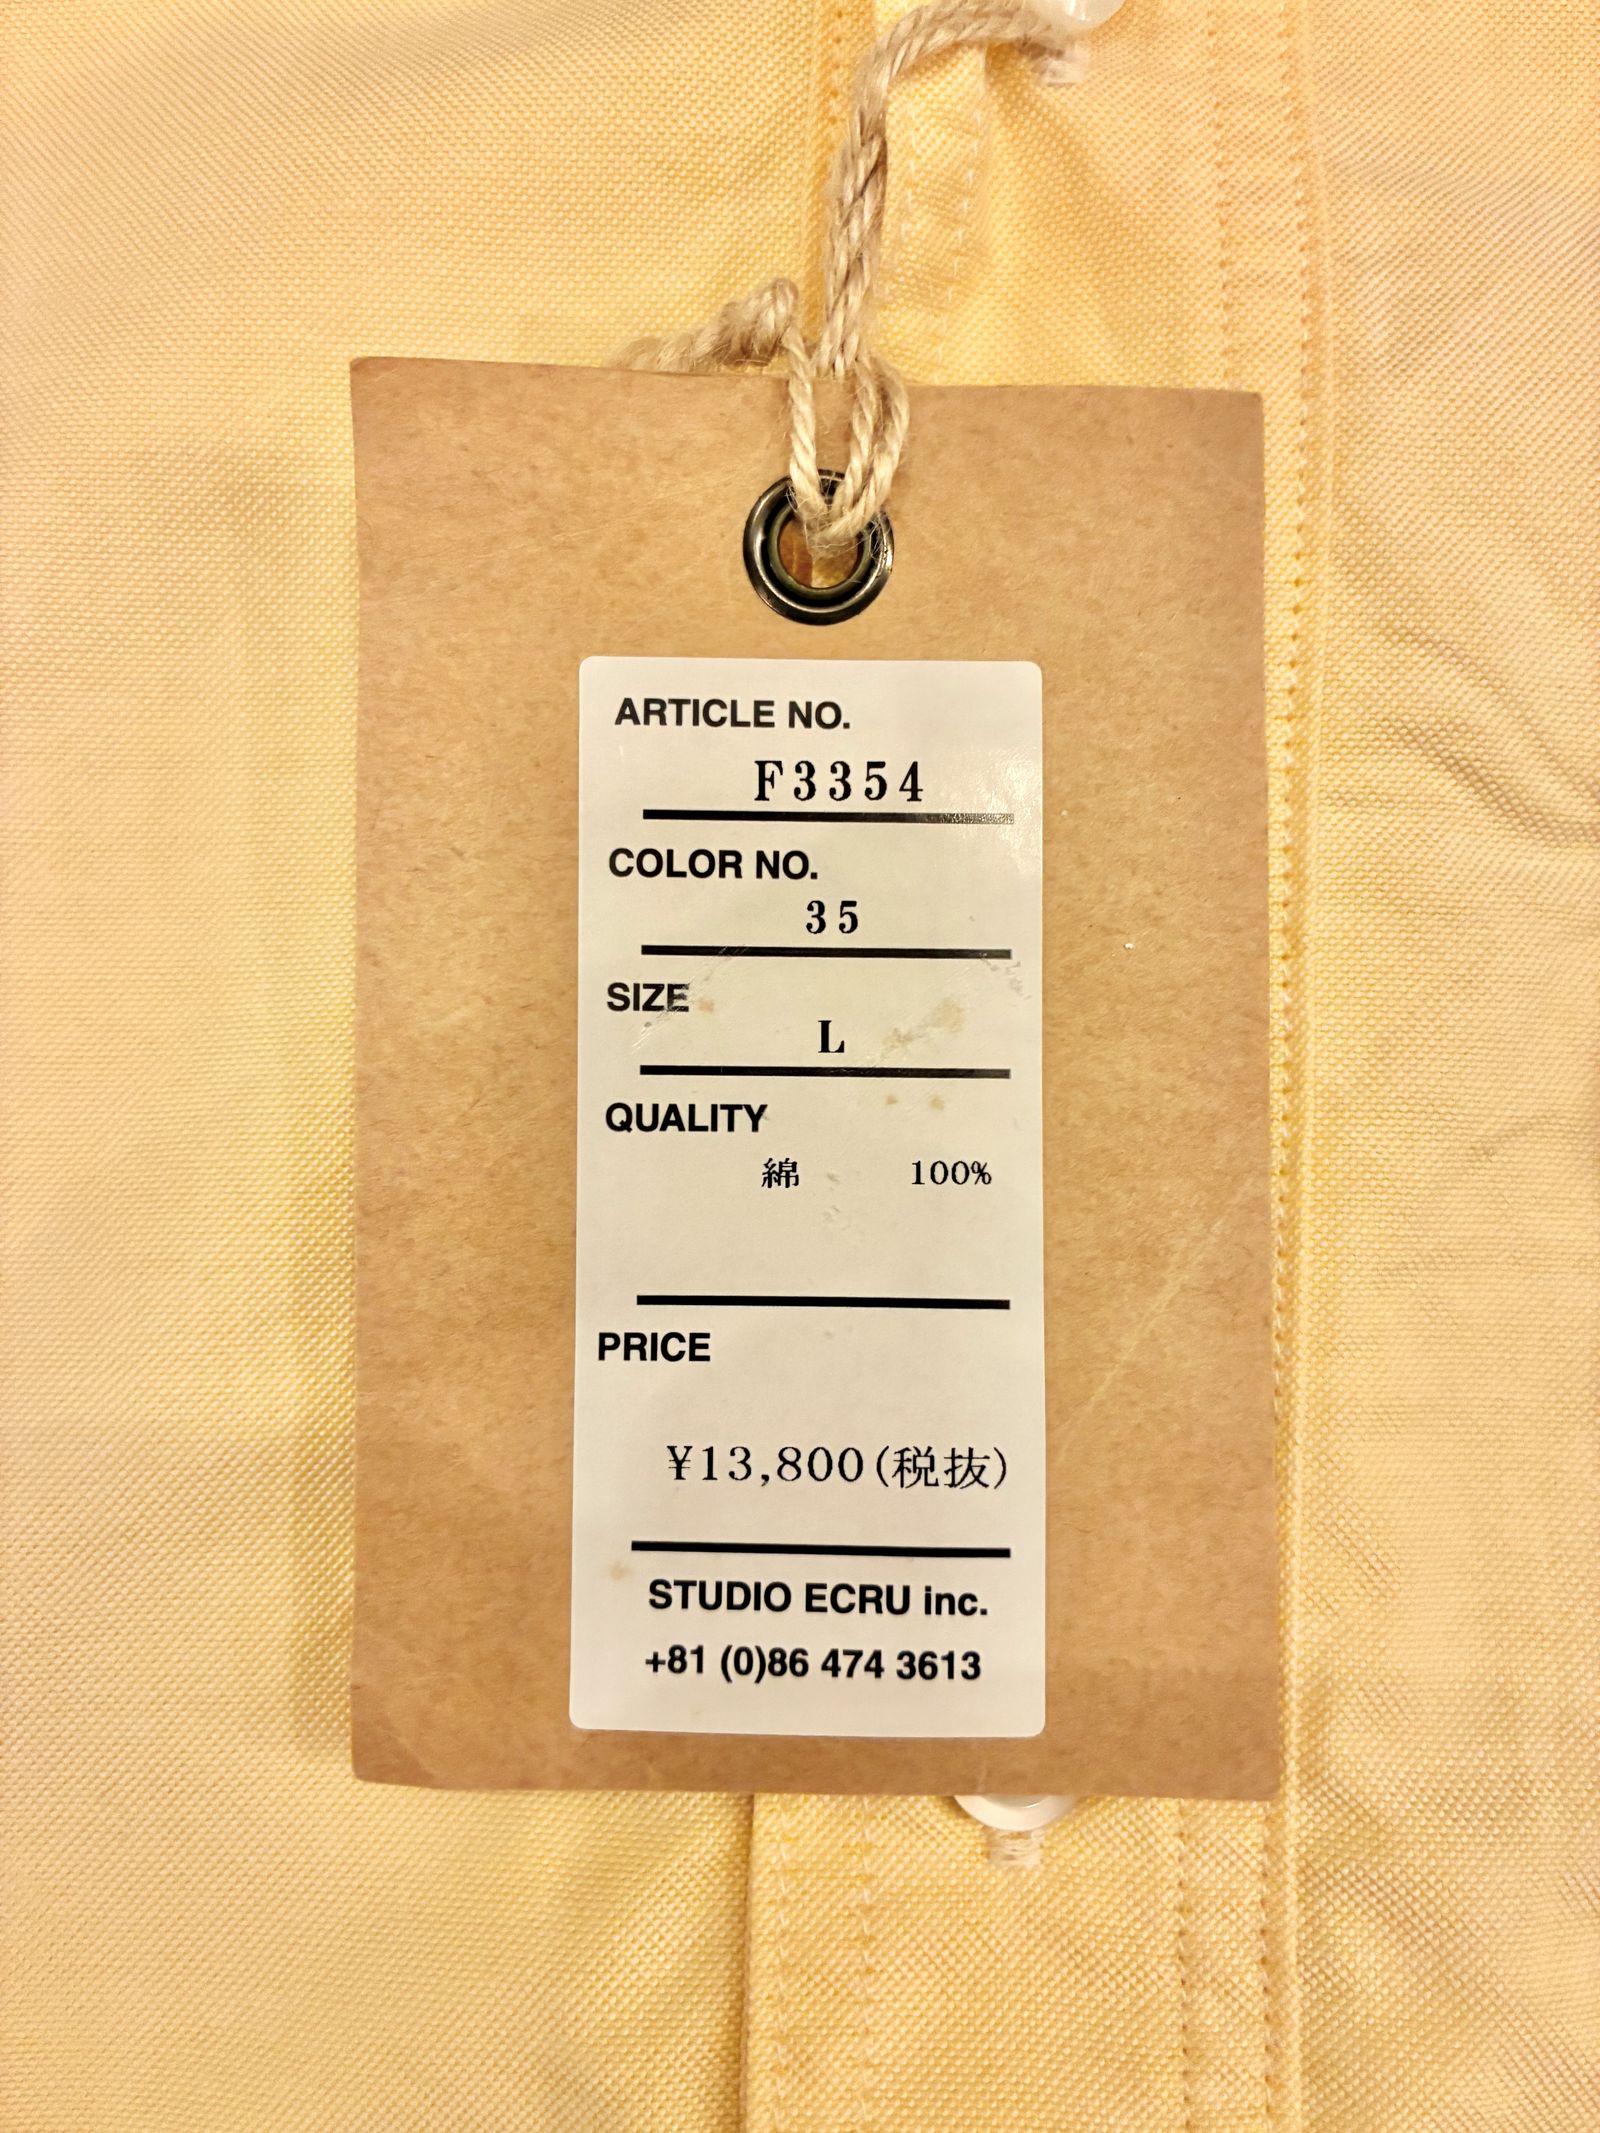 ARTICLE NO.
F3354
COLOR NO.
35
SIZE
L
QUALITY
綿 100%
PRICE
¥13,800(税抜)
STUDIO ECRU inc.
+81 (0)86 474 3613